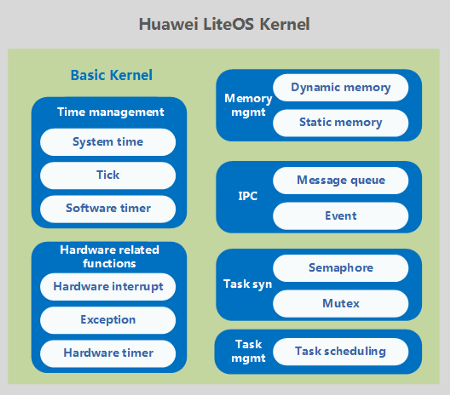 Huawei LiteOS Kernel
Basic Kernel
Time management
System time
Tick
Software timer
Hardware related
functions
Hardware interrupt
Exception
Hardware timer
Memory
mgmt
Dynamic memory
Static memory
IPC
Message queue
Event
Task syn
Semaphore
Mutex
Task
mgmt
Task scheduling